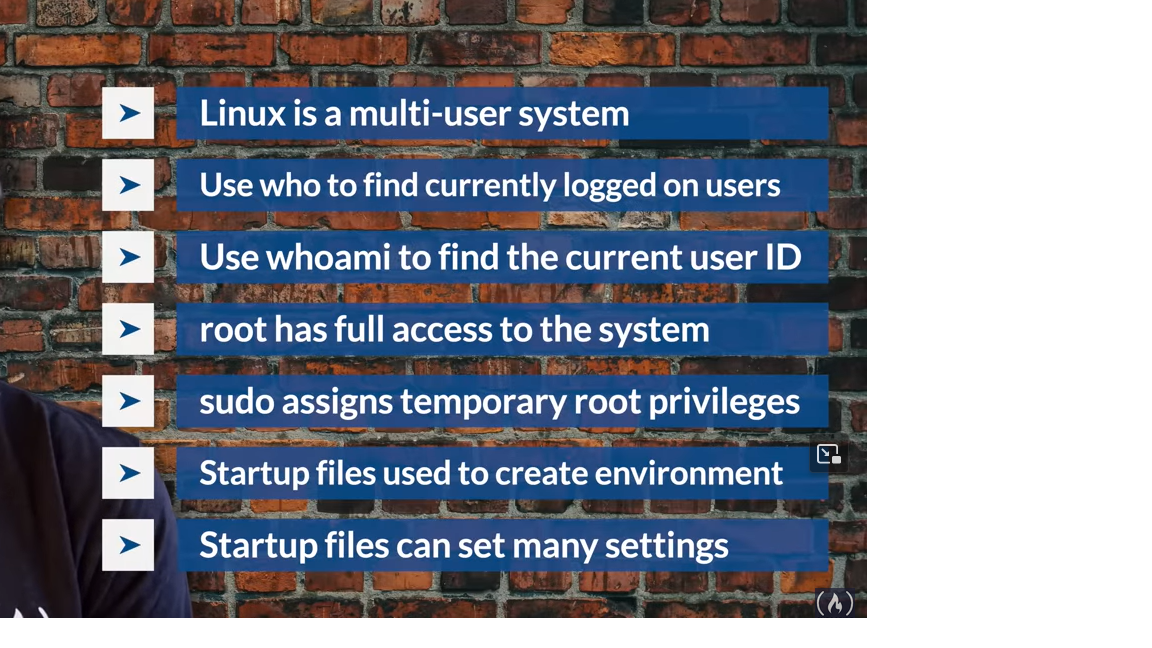 Linux is a multi-user system
Use who to find currently logged on users
Use whoami to find the current user ID
root has full access to the system
sudo assigns temporary root privileges
Startup files used to create environment
Startup files can set many settings